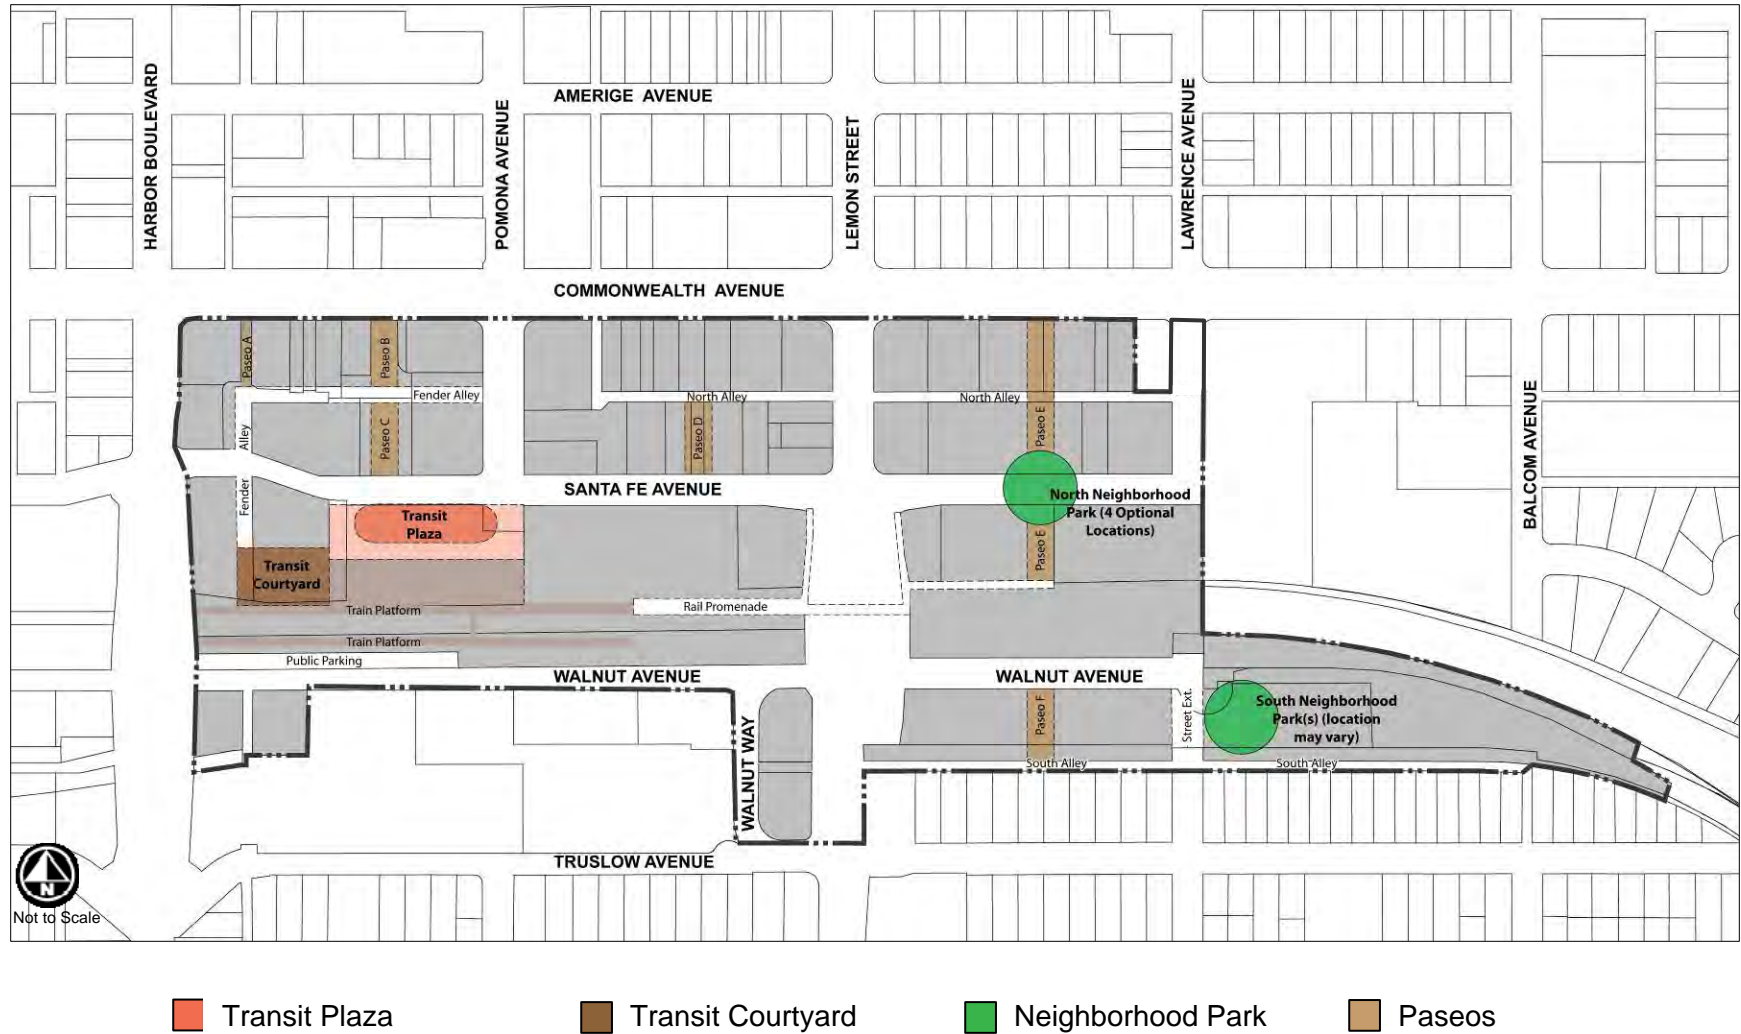 AMERIGE AVENUE
HARBOR BOULEVARD
POMONA AVENUE
LEMON STREET
LAWRENCE AVENUE
COMMONWEALTH AVENUE
Paseo A
Paseo B
Fender Alley
North Alley
North Alley
Paseo C
Paseo D
Paseo E
Fender Alley
BALCOM AVENUE
SANTA FE AVENUE
North Neighborhood
Park (4 Optional
Locations)
Transit
Plaza
Paseo E
Transit
Courtyard
Train Platform
Rail Promenade
Train Platform
Public Parking
WALNUT AVENUE
WALNUT AVENUE
Paseo F
Street Ext.
South Neighborhood
Park(s) (location
may vary)
WALNUT WAY
South Alley
South Alley
TRUSLOW AVENUE
N
Not to Scale
Transit Plaza
Transit Courtyard
Neighborhood Park
Paseos